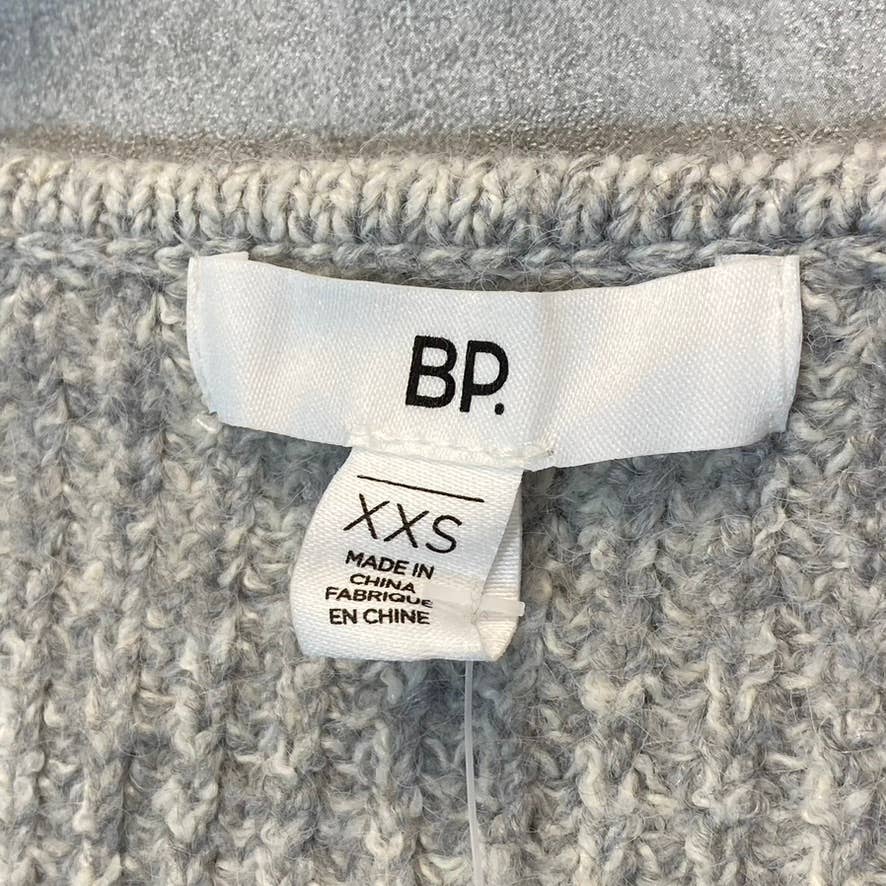 BP.
XXS
MADE IN
CHINA
FABRIQUE
EN CHINE